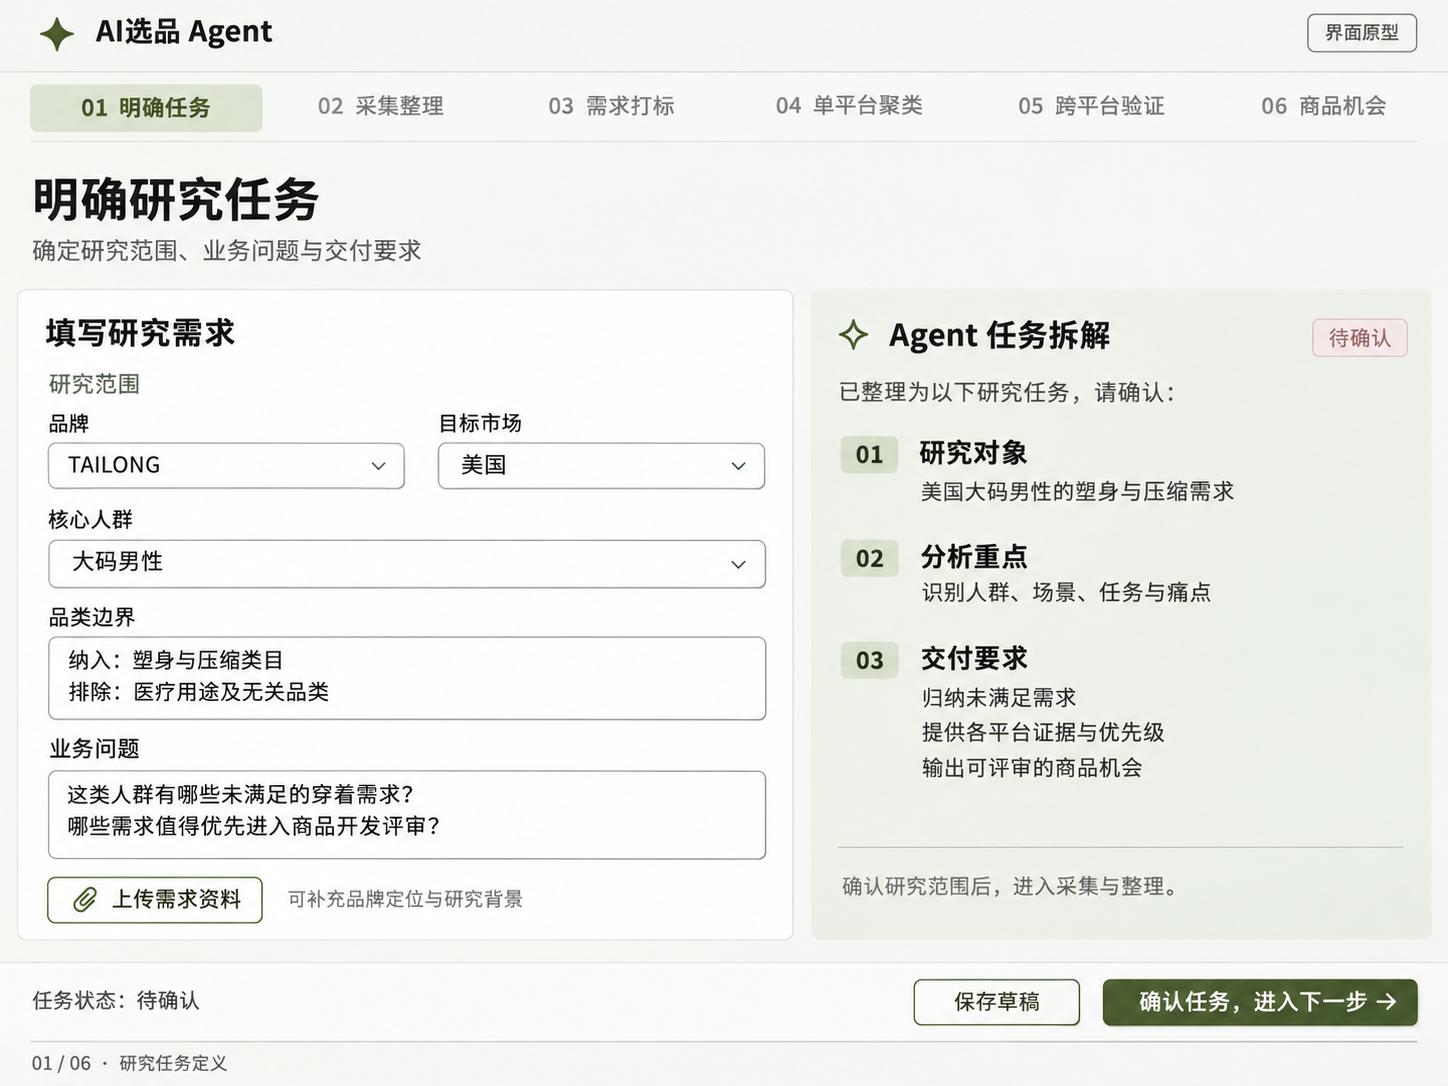 AI选品 Agent
界面原型
01 明确任务
02 采集整理
03 需求打标
04 单平台聚类
05 跨平台验证
06 商品机会
明确研究任务
确定研究范围、业务问题与交付要求
填写研究需求
研究范围
品牌
目标市场
TAILONG
美国
核心人群
大码男性
品类边界
纳入：塑身与压缩类目
排除：医疗用途及无关品类
业务问题
这类人群有哪些未满足的穿着需求？
哪些需求值得优先进入商品开发评审？
上传需求资料
可补充品牌定位与研究背景
Agent 任务拆解
待确认
已整理为以下研究任务，请确认：
01 研究对象
美国大码男性的塑身与压缩需求
02 分析重点
识别人群、场景、任务与痛点
03 交付要求
归纳未满足需求
提供各平台证据与优先级
输出可评审的商品机会
确认研究范围后，进入采集与整理。
任务状态：待确认
保存草稿
确认任务，进入下一步 →
01 / 06 · 研究任务定义